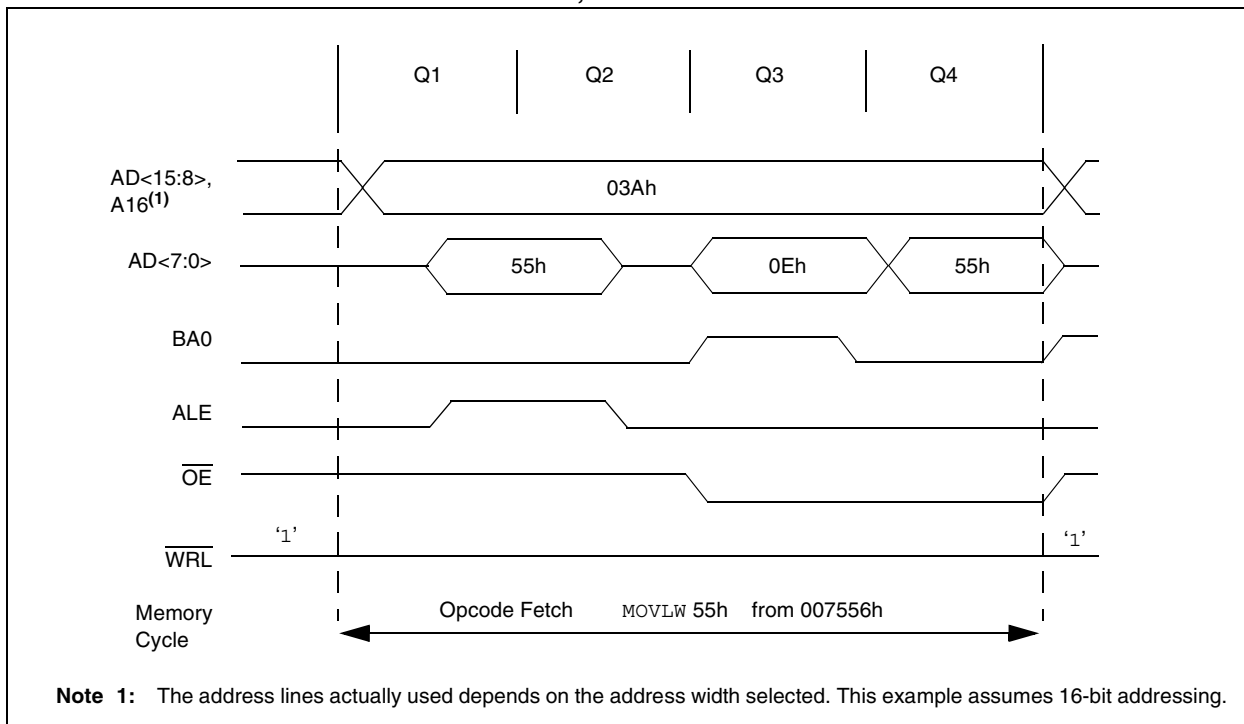 Q1 Q2 Q3 Q4
AD<15:8>,
A16(1)
03Ah
AD<7:0>
55h 0Eh 55h
BA0
ALE
OE
‘1’ ‘1’
WRL
Memory
Cycle
Opcode Fetch MOVLW 55h from 007556h
Note 1: The address lines actually used depends on the address width selected. This example assumes 16-bit addressing.